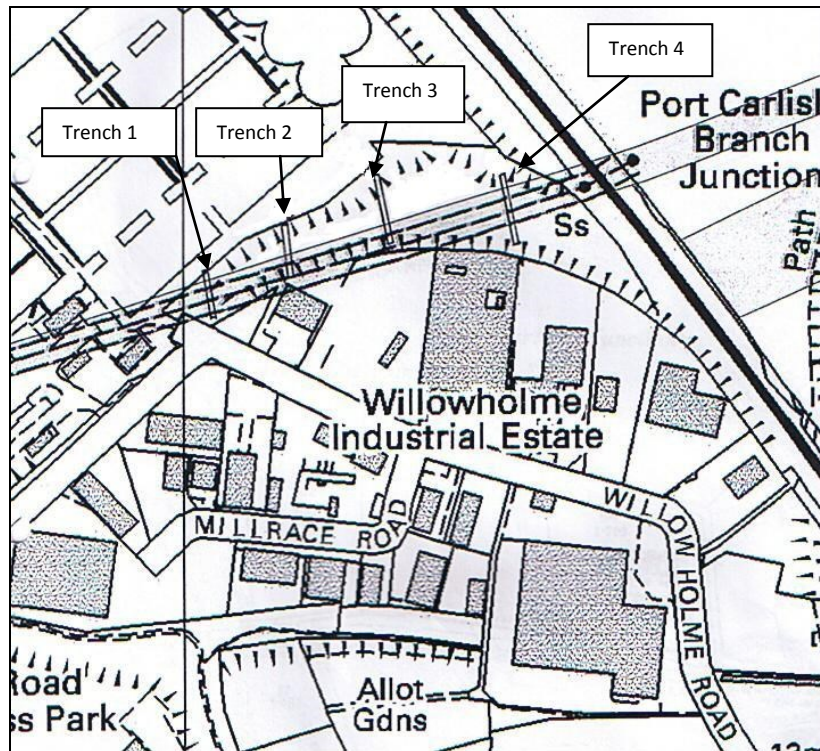 Trench 4
Trench 3
Trench 1
Trench 2
Port Carlisl
Branch
Junction
Ss
Path
Willowholme
Industrial Estate
WILLOW HOLME ROAD
MILLRACE ROAD
Road
ss Park
Allot
Gdns